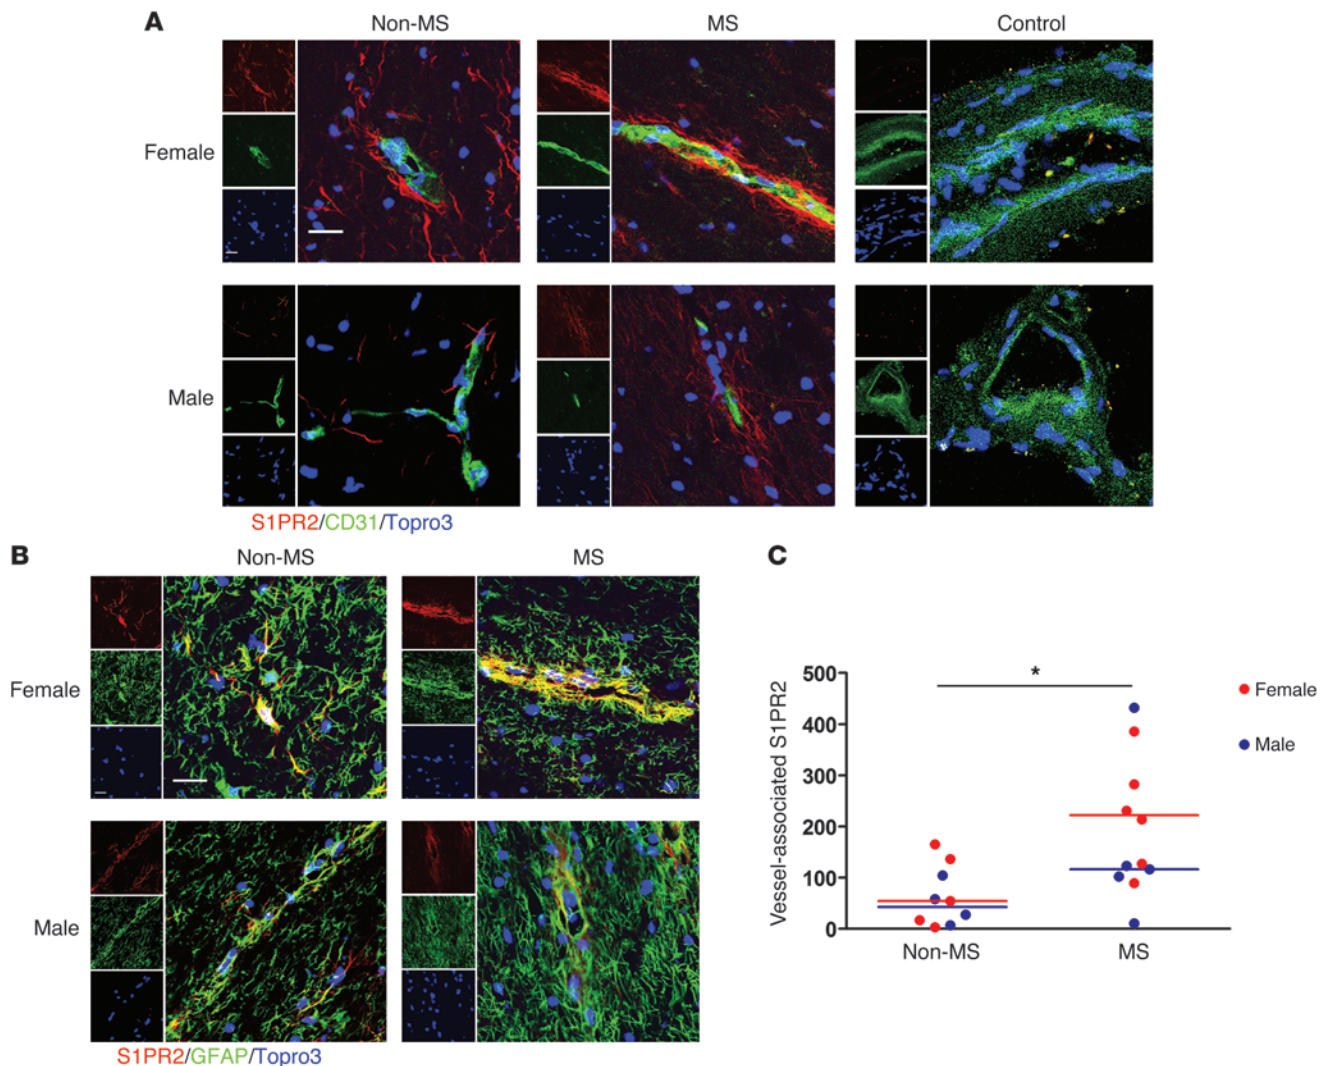 A
Non-MS
MS
Control
Female
Male
S1PR2/CD31/Topro3
B
Non-MS
MS
Female
Male
S1PR2/GFAP/Topro3
C
Vessel-associated S1PR2
500
400
300
200
100
0
*
Non-MS
MS
Female
Male